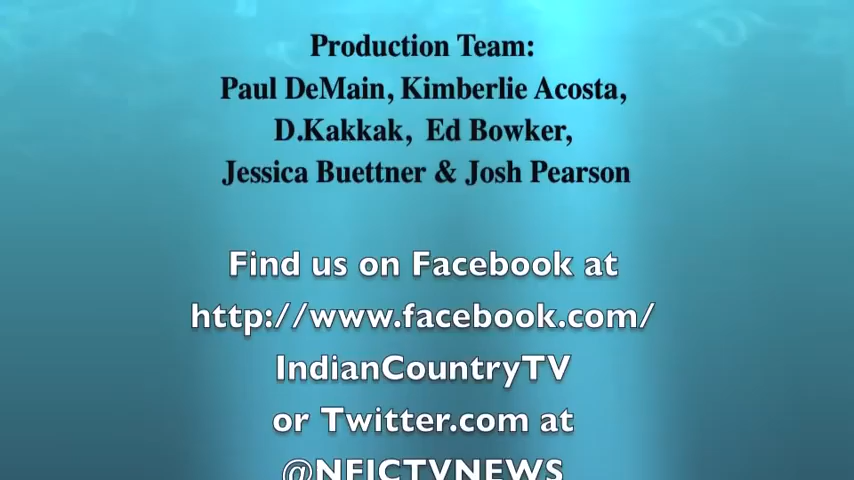 Production Team:
Paul DeMain, Kimberlie Acosta,
D.Kakkak, Ed Bowker,
Jessica Buettner & Josh Pearson
Find us on Facebook at
http://www.facebook.com/
IndianCountryTV
or Twitter.com at
@NFICTVNEWS